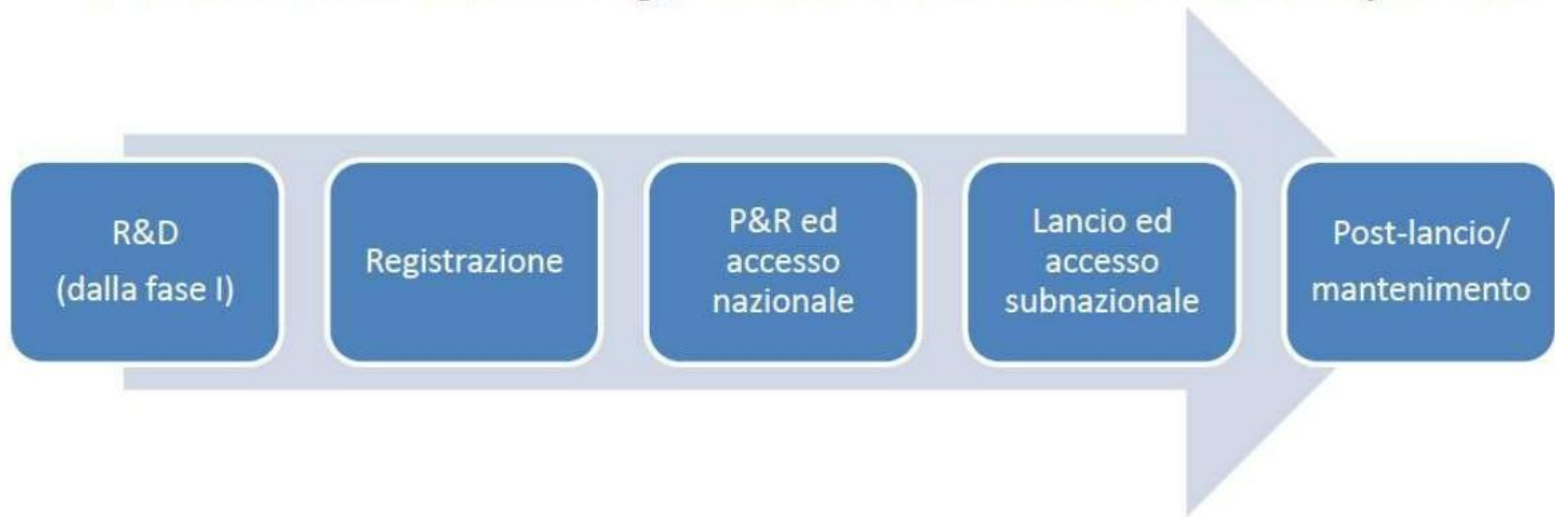 R&D
(dalla fase I)
Registrazione
P&R ed
accesso
nazionale
Lancio ed
accesso
subnazionale
Post-lancio/
mantenimento